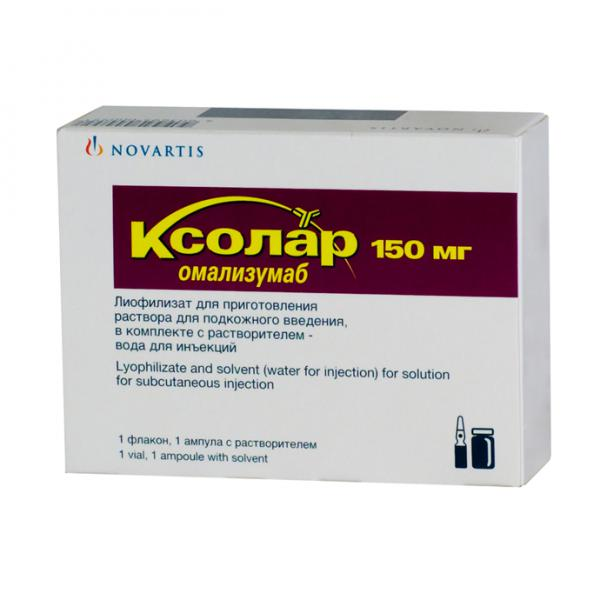 NOVARTIS
Ксолар 150 мг
омализумаб
Лиофилизат для приготовления
раствора для подкожного введения,
в комплекте с растворителем -
вода для инъекций
Lyophilizate and solvent (water for injection) for solution
for subcutaneous injection
1 флакон, 1 ампула с растворителем
1 vial, 1 ampoule with solvent